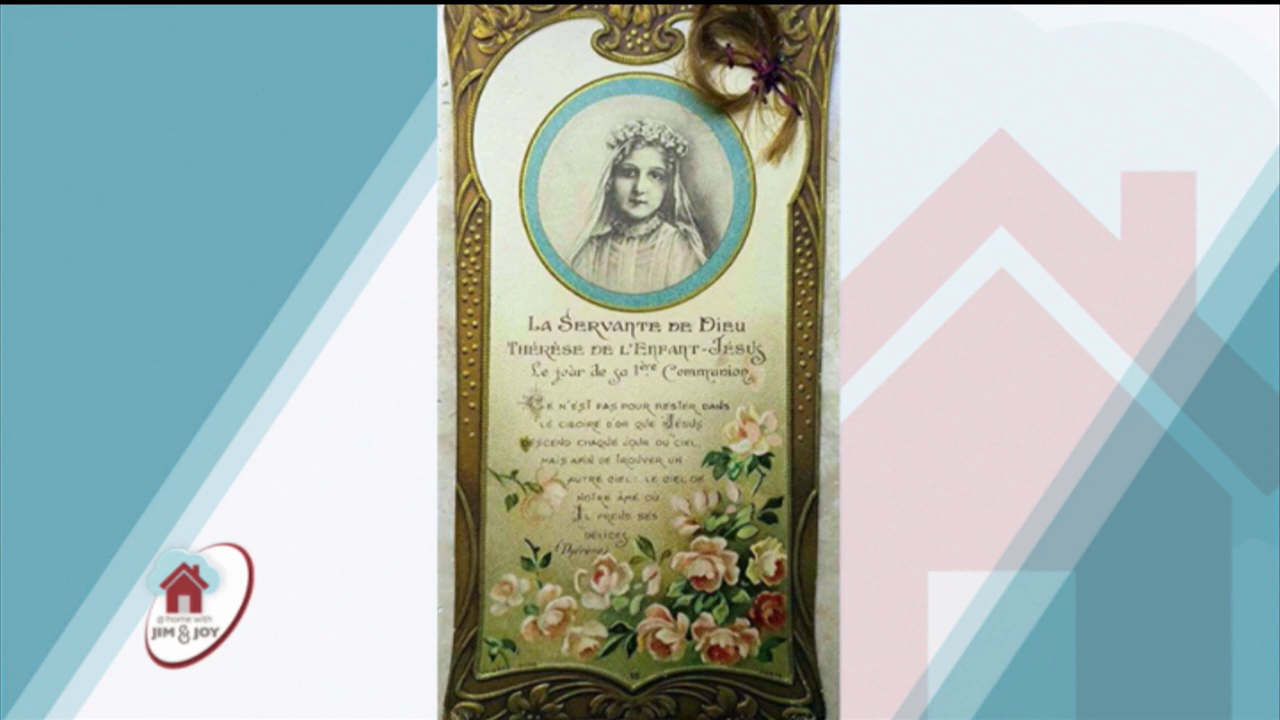 La Servante de Dieu
Thérèse de l'Enfant-Jésus
Le jour de sa 1ère Communion
Ce n'est pas pour rester dans
le ciboire d'or que Jésus
descend chaque jour du ciel,
mais afin de trouver un
autre ciel: le ciel de
notre âme où
Il prend ses
délices
(Thérèse)
@ home with
JIM & JOY